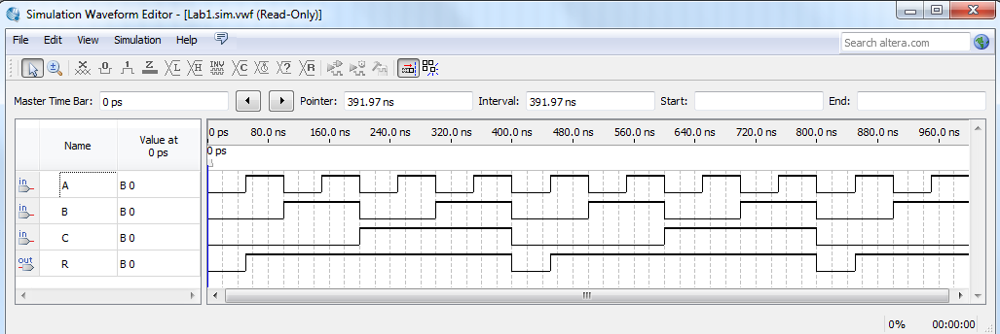 Simulation Waveform Editor - [Lab1.sim.vwf (Read-Only)]
File Edit View Simulation Help
Search altera.com
Master Time Bar: 0 ps Pointer: 391.97 ns Interval: 391.97 ns Start: End:
Name Value at 0 ps
0 ps 80.0 ns 160.0 ns 240.0 ns 320.0 ns 400.0 ns 480.0 ns 560.0 ns 640.0 ns 720.0 ns 800.0 ns 880.0 ns 960.0 ns
0 ps
in A B 0
in B B 0
in C B 0
out R B 0
0% 00:00:00